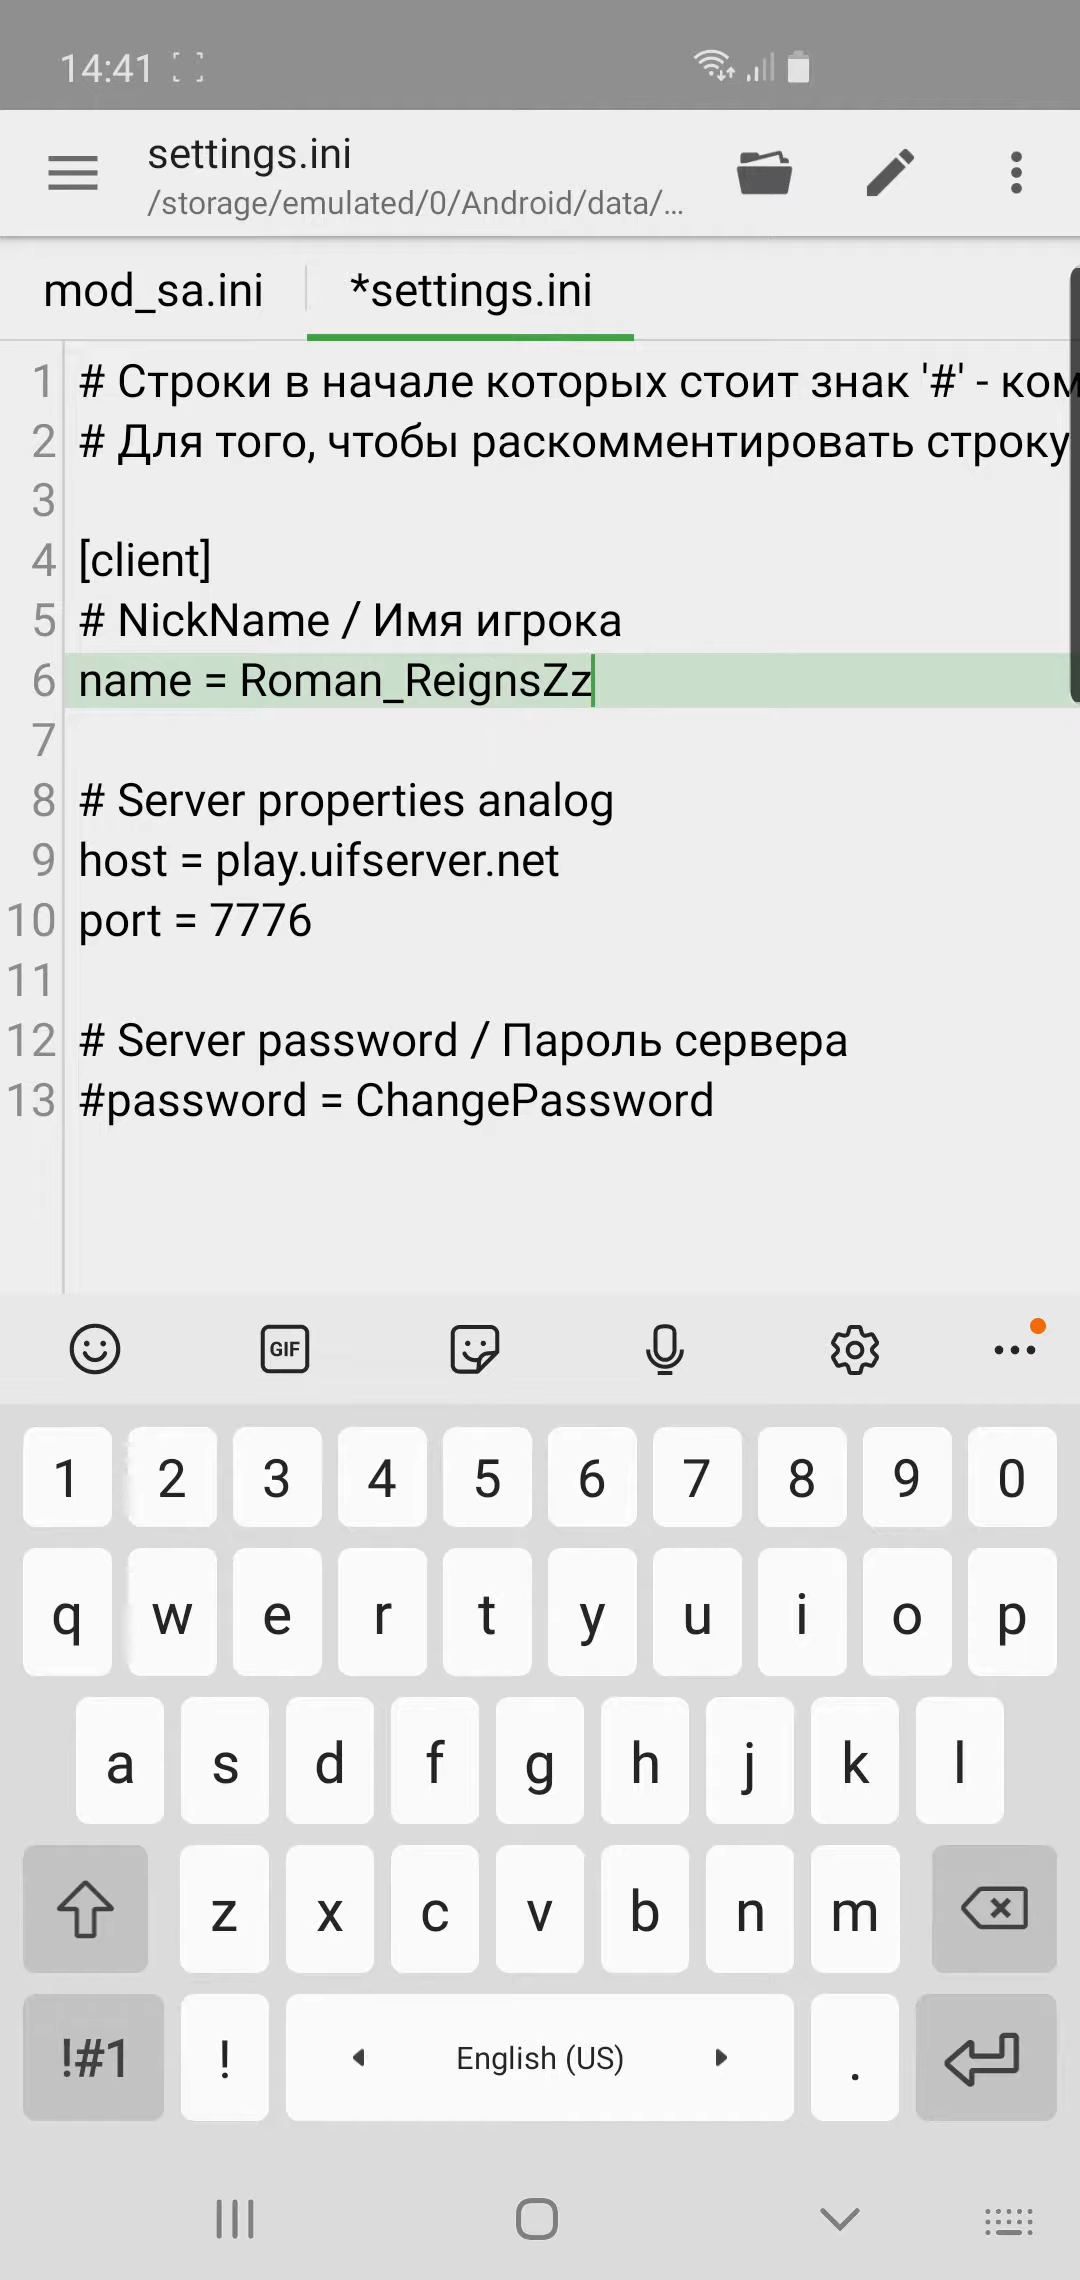 14:41
settings.ini
/storage/emulated/0/Android/data/...
mod_sa.ini
*settings.ini
1 # Строки в начале которых стоит знак '#' - ком
2 # Для того, чтобы раскомментировать строку
3
4 [client]
5 # NickName / Имя игрока
6 name = Roman_ReignsZz
7
8 # Server properties analog
9 host = play.uifserver.net
10 port = 7776
11
12 # Server password / Пароль сервера
13 #password = ChangePassword
GIF
1 2 3 4 5 6 7 8 9 0
q w e r t y u i o p
a s d f g h j k l
z x c v b n m
!#1 ! English (US) .